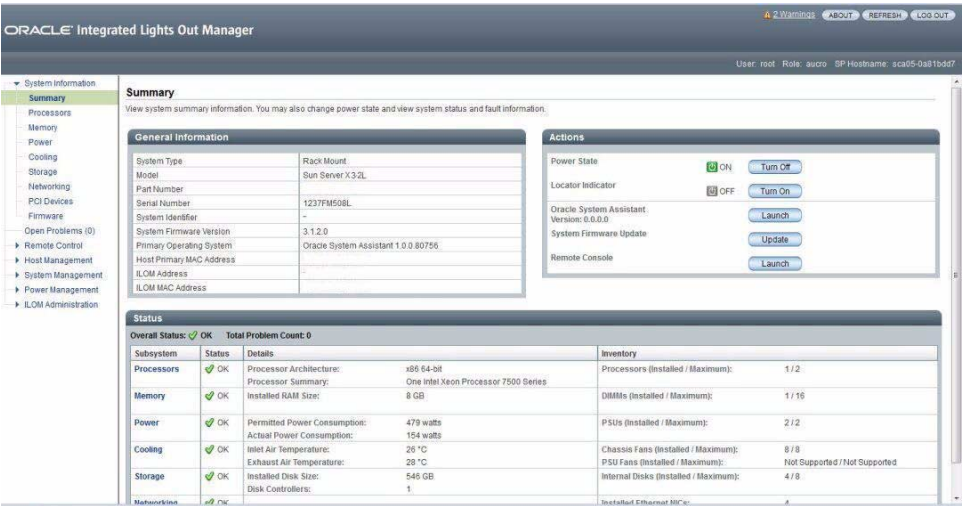 2 Warnings ABOUT REFRESH LOG OUT
ORACLE Integrated Lights Out Manager
User: root Role: aucro SP Hostname: sca05-0a81bdd7
System Information
Summary
Processors
Memory
Power
Cooling
Storage
Networking
PCI Devices
Firmware
Open Problems (0)
Remote Control
Host Management
System Management
Power Management
ILOM Administration
Summary
View system summary information. You may also change power state and view system status and fault information.
General Information
System Type Rack Mount
Model Sun Server X3-2L
Part Number
Serial Number 1237FM508L
System Identifier -
System Firmware Version 3.1.2.0
Primary Operating System Oracle System Assistant 1.0.0.80756
Host Primary MAC Address
ILOM Address
ILOM MAC Address
Actions
Power State ON Turn Off
Locator Indicator OFF Turn On
Oracle System Assistant
Version: 0.0.0.0 Launch
System Firmware Update Update
Remote Console Launch
Status
Overall Status: OK Total Problem Count: 0
Subsystem Status Details Inventory
Processors OK Processor Architecture: x86 64-bit Processors (Installed / Maximum): 1 / 2
Processor Summary: One Intel Xeon Processor 7500 Series
Memory OK Installed RAM Size: 8 GB DIMMs (Installed / Maximum): 1 / 16
Power OK Permitted Power Consumption: 479 watts PSUs (Installed / Maximum): 2 / 2
Actual Power Consumption: 154 watts
Cooling OK Inlet Air Temperature: 26 °C Chassis Fans (Installed / Maximum): 8 / 8
Exhaust Air Temperature: 28 °C PSU Fans (Installed / Maximum): Not Supported / Not Supported
Storage OK Installed Disk Size: 546 GB Internal Disks (Installed / Maximum): 4 / 8
Disk Controllers: 1
Networking OK Installed Ethernet NICs: 4